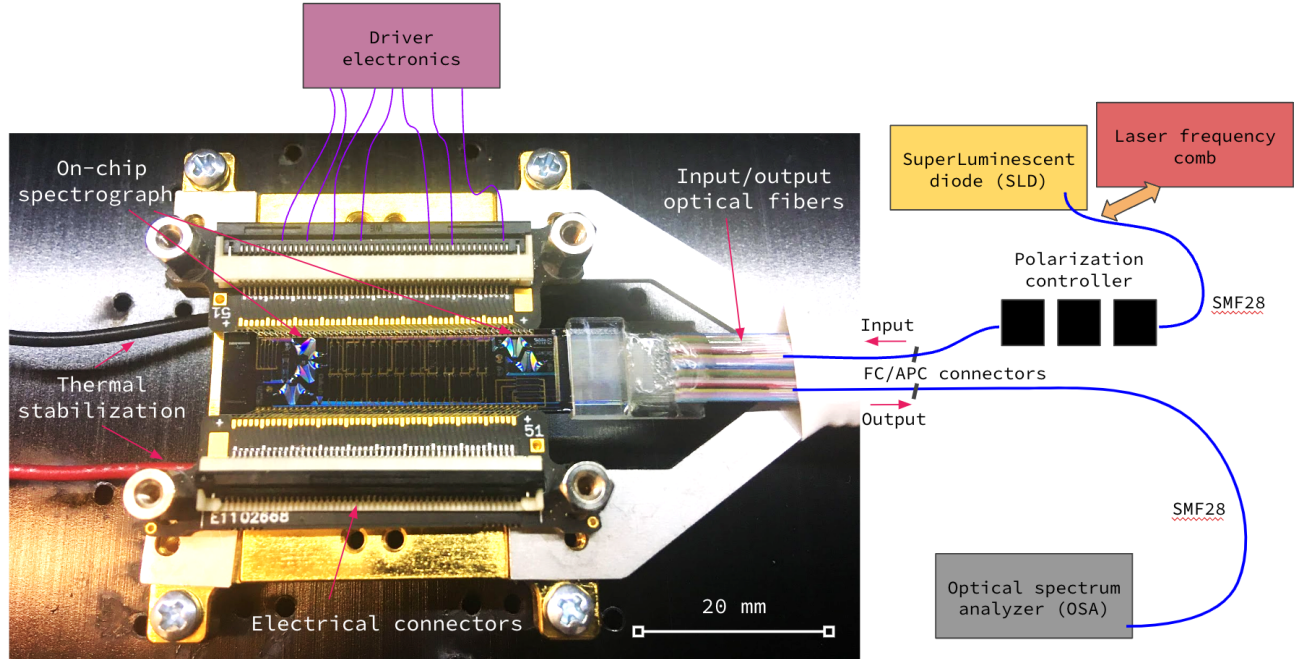 Driver
electronics
On-chip
spectrograph
Input/output
optical fibers
SuperLuminescent
diode (SLD)
Laser frequency
comb
Polarization
controller
SMF28
Input
FC/APC connectors
Output
51
Thermal
stabilization
51
E1102668
SMF28
Optical spectrum
analyzer (OSA)
Electrical connectors
20 mm